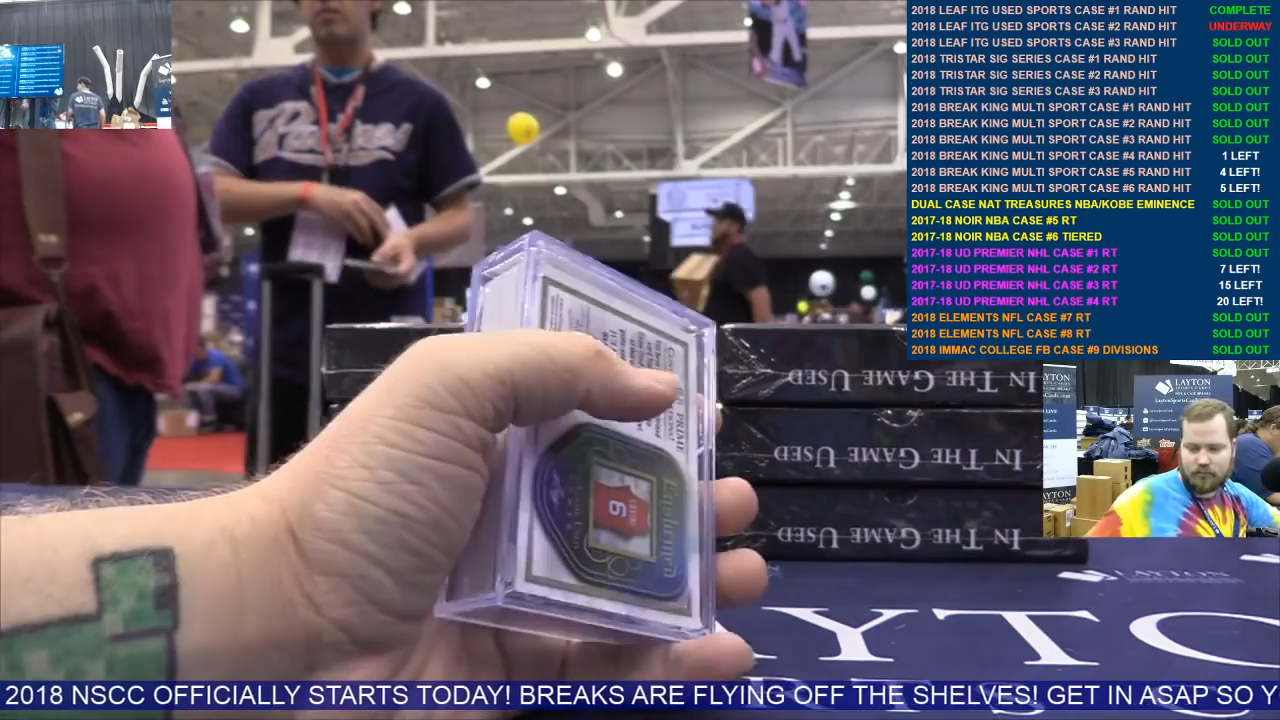 2018 LEAF ITG USED SPORTS CASE #1 RAND HIT COMPLETE
2018 LEAF ITG USED SPORTS CASE #2 RAND HIT UNDERWAY
2018 LEAF ITG USED SPORTS CASE #3 RAND HIT SOLD OUT
2018 TRISTAR SIG SERIES CASE #1 RAND HIT SOLD OUT
2018 TRISTAR SIG SERIES CASE #2 RAND HIT SOLD OUT
2018 TRISTAR SIG SERIES CASE #3 RAND HIT SOLD OUT
2018 BREAK KING MULTI SPORT CASE #1 RAND HIT SOLD OUT
2018 BREAK KING MULTI SPORT CASE #2 RAND HIT SOLD OUT
2018 BREAK KING MULTI SPORT CASE #3 RAND HIT SOLD OUT
2018 BREAK KING MULTI SPORT CASE #4 RAND HIT 1 LEFT
2018 BREAK KING MULTI SPORT CASE #5 RAND HIT 4 LEFT!
2018 BREAK KING MULTI SPORT CASE #6 RAND HIT 5 LEFT!
DUAL CASE NAT TREASURES NBA/KOBE EMINENCE SOLD OUT
2017-18 NOIR NBA CASE #5 RT SOLD OUT
2017-18 NOIR NBA CASE #6 TIERED SOLD OUT
2017-18 UD PREMIER NHL CASE #1 RT SOLD OUT
2017-18 UD PREMIER NHL CASE #2 RT 7 LEFT!
2017-18 UD PREMIER NHL CASE #3 RT 15 LEFT
2017-18 UD PREMIER NHL CASE #4 RT 20 LEFT!
2018 ELEMENTS NFL CASE #7 RT SOLD OUT
2018 ELEMENTS NFL CASE #8 RT SOLD OUT
2018 IMMAC COLLEGE FB CASE #9 DIVISIONS SOLD OUT
Padres
IN THE GAME USED
IN THE GAME USED
IN THE GAME USED
LAYTON
LaytonSportsCards.com
Topps
LAYTON
6
LAYTON
YTC
RTS
2018 NSCC OFFICIALLY STARTS TODAY! BREAKS ARE FLYING OFF THE SHELVES! GET IN ASAP SO Y